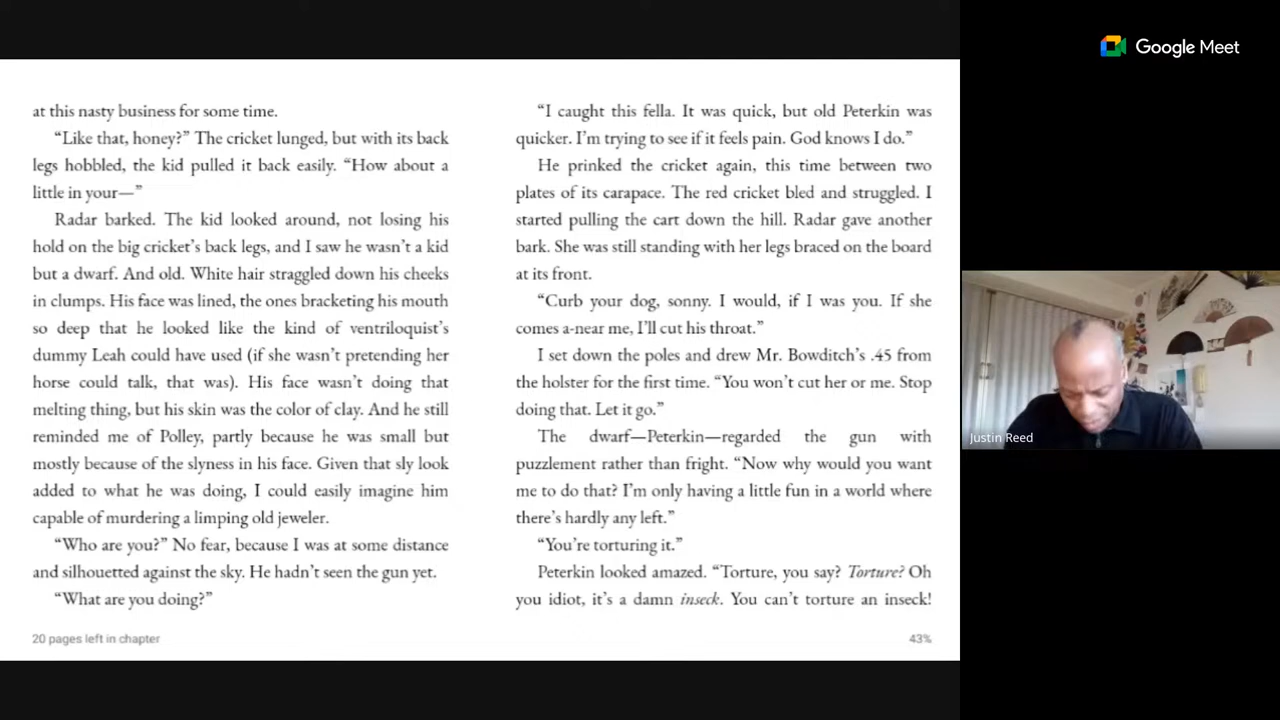 at this nasty business for some time.
“Like that, honey?” The cricket lunged, but with its back
legs hobbled, the kid pulled it back easily. “How about a
little in your—”
Radar barked. The kid looked around, not losing his
hold on the big cricket’s back legs, and I saw he wasn’t a kid
but a dwarf. And old. White hair straggled down his cheeks
in clumps. His face was lined, the ones bracketing his mouth
so deep that he looked like the kind of ventriloquist’s
dummy Leah could have used (if she wasn’t pretending her
horse could talk, that was). His face wasn’t doing that
melting thing, but his skin was the color of clay. And he still
reminded me of Polley, partly because he was small but
mostly because of the slyness in his face. Given that sly look
added to what he was doing, I could easily imagine him
capable of murdering a limping old jeweler.
“Who are you?” No fear, because I was at some distance
and silhouetted against the sky. He hadn’t seen the gun yet.
“What are you doing?”
20 pages left in chapter
“I caught this fella. It was quick, but old Peterkin was
quicker. I’m trying to see if it feels pain. God knows I do.”
He prinked the cricket again, this time between two
plates of its carapace. The red cricket bled and struggled. I
started pulling the cart down the hill. Radar gave another
bark. She was still standing with her legs braced on the board
at its front.
“Curb your dog, sonny. I would, if I was you. If she
comes a-near me, I’ll cut his throat.”
I set down the poles and drew Mr. Bowditch’s .45 from
the holster for the first time. “You won’t cut her or me. Stop
doing that. Let it go.”
The dwarf—Peterkin—regarded the gun with
puzzlement rather than fright. “Now why would you want
me to do that? I’m only having a little fun in a world where
there’s hardly any left.”
“You’re torturing it.”
Peterkin looked amazed. “Torture, you say? Torture? Oh
you idiot, it’s a damn inseck. You can’t torture an inseck!
43%
Google Meet
Justin Reed